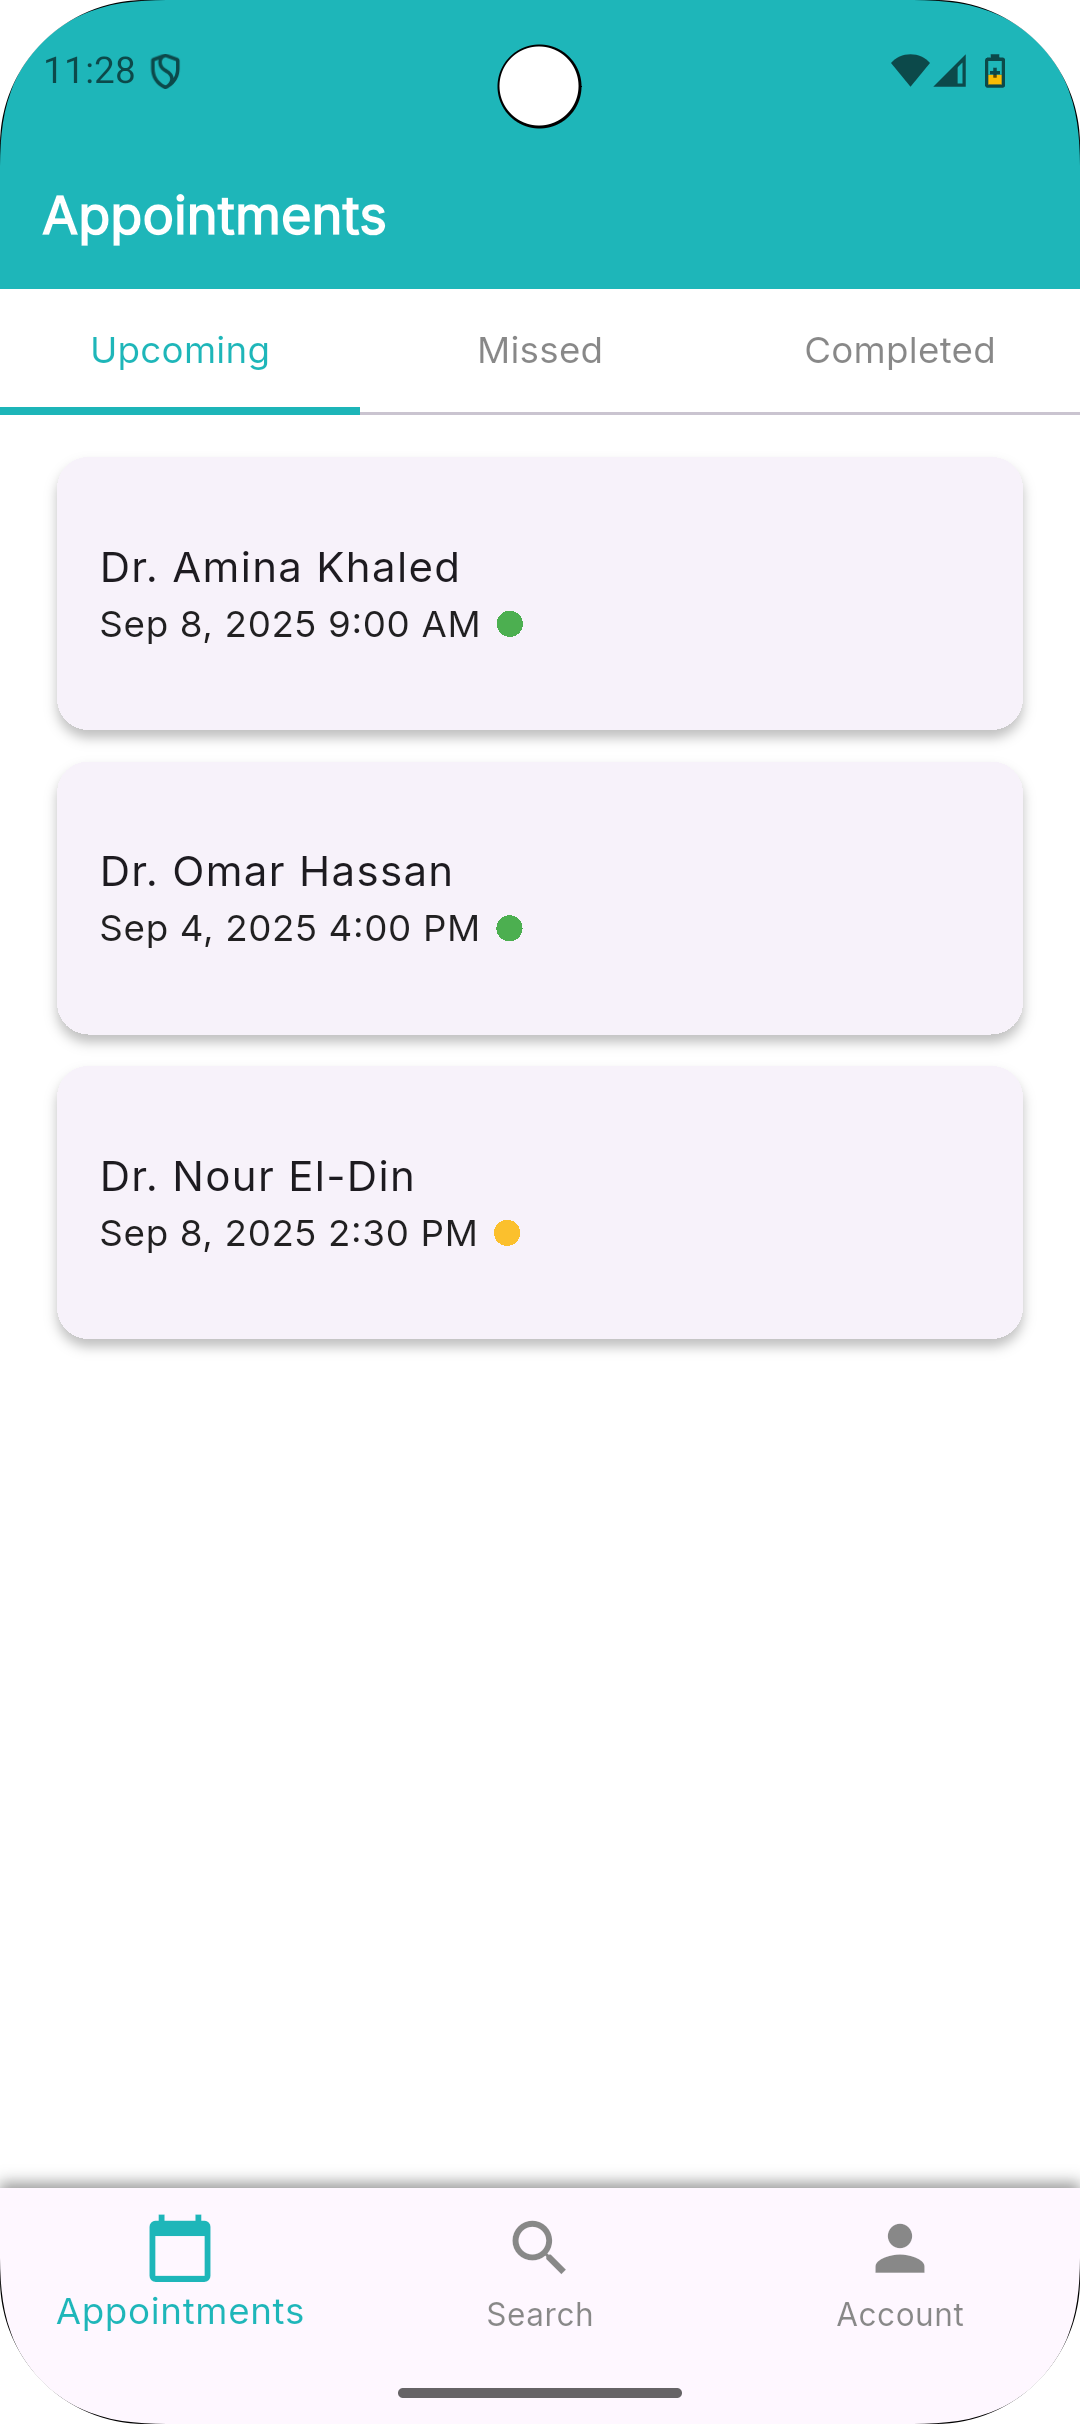 11:28
Appointments
Upcoming Missed Completed
Dr. Amina Khaled
Sep 8, 2025 9:00 AM
Dr. Omar Hassan
Sep 4, 2025 4:00 PM
Dr. Nour El-Din
Sep 8, 2025 2:30 PM
Appointments Search Account